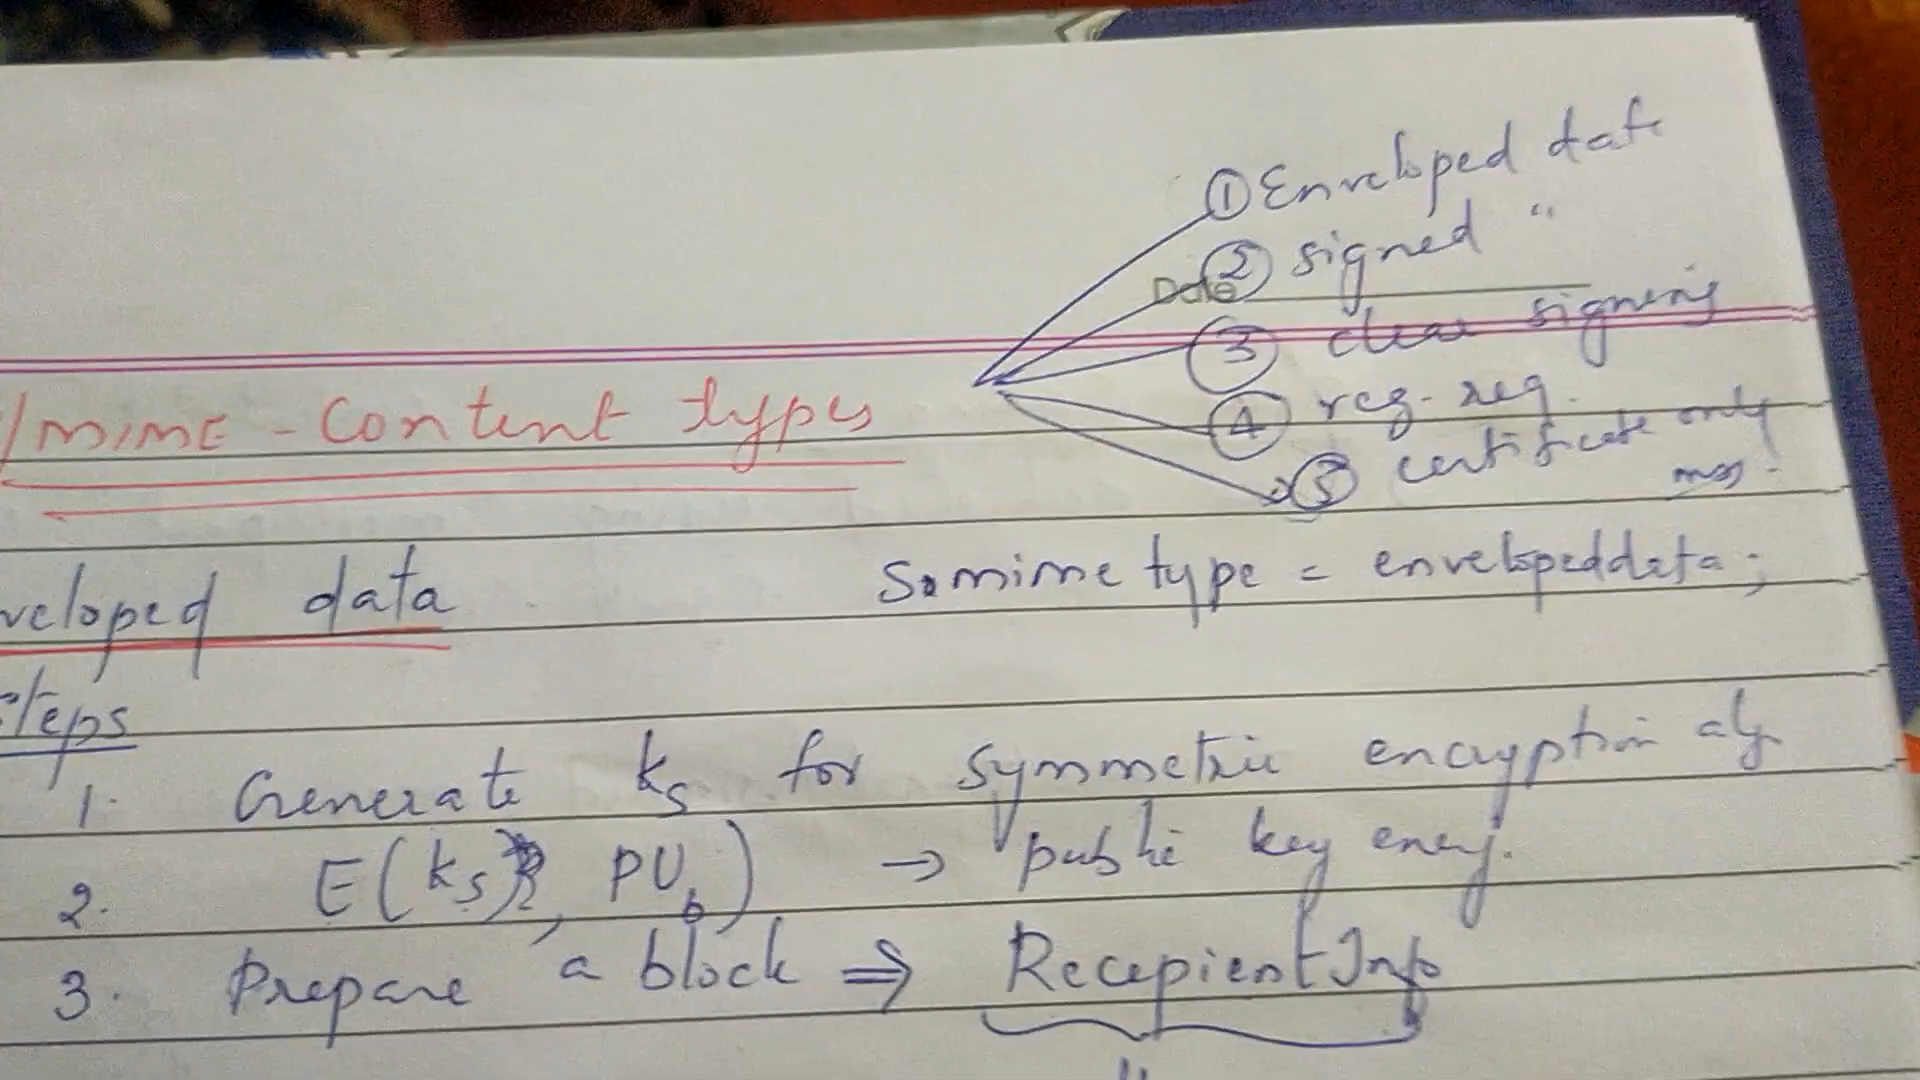 ① Enveloped data
② signed "
Date
③ clear signing
④ reg. req.
/MIME - Content types
⑤ certificate only
msg.
veloped data
Smime type = envelopeddata;
steps
1. Generate ks for symmetric encryption alg
2. E(ks, PUb) → public key ency.
3. Prepare a block ⇒ RecepientInfo